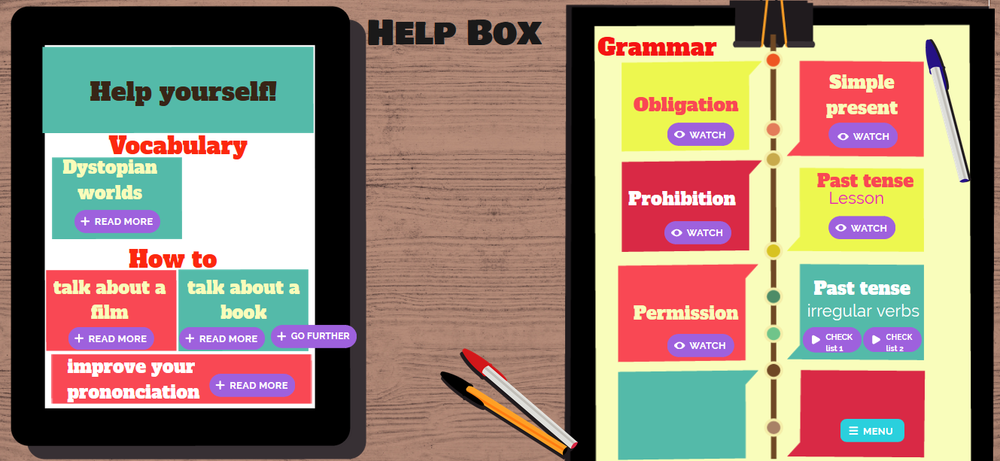 HELP BOX
Help yourself!
Vocabulary
Dystopian
worlds
+ READ MORE
How to
talk about a
film
+ READ MORE
talk about a
book
+ READ MORE
+ GO FURTHER
improve your
prononciation
+ READ MORE
Grammar
Obligation
WATCH
Simple
present
WATCH
Prohibition
WATCH
Past tense
Lesson
WATCH
Permission
WATCH
Past tense
irregular verbs
CHECK
list 1
CHECK
list 2
MENU